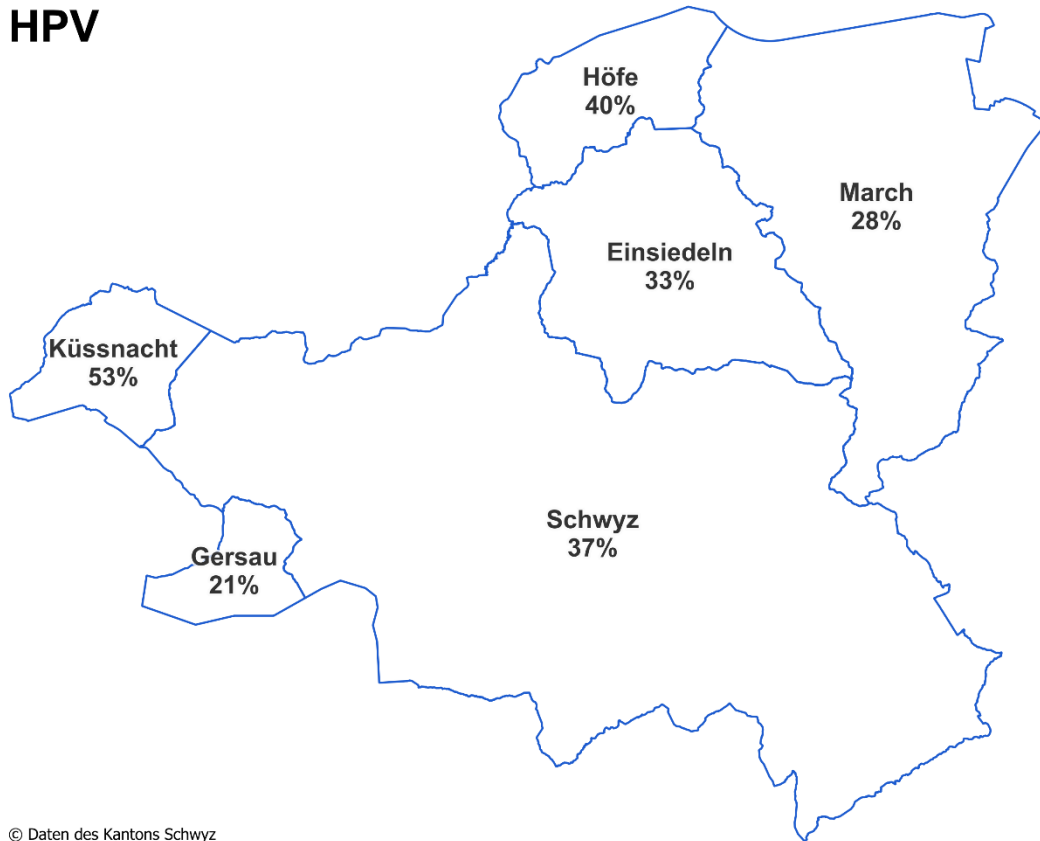 HPV
Höfe
40%
March
28%
Einsiedeln
33%
Küssnacht
53%
Schwyz
37%
Gersau
21%
© Daten des Kantons Schwyz